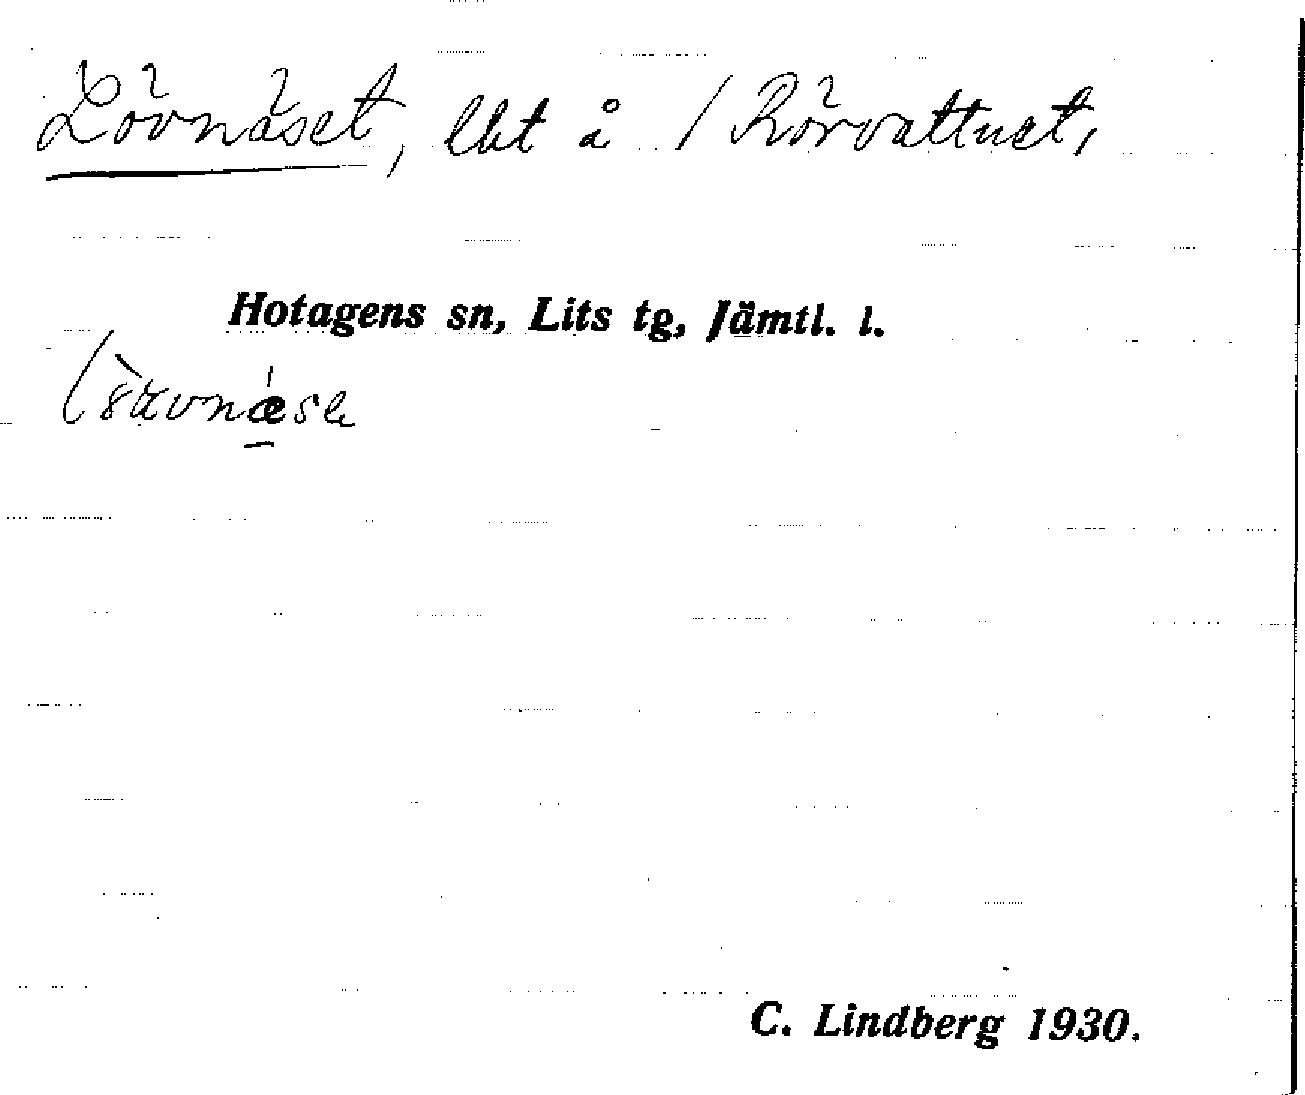 Lövnäset, lht å / Rörvattnet,
Hotagens sn, Lits tg, Jämtl. l.
C. Lindberg 1930.